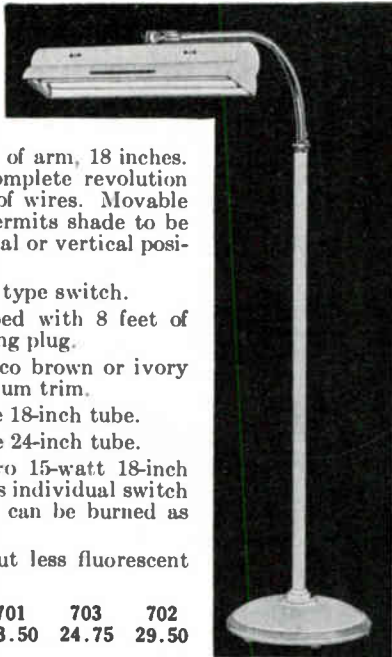 of arm, 18 inches.
omplete revolution
of wires. Movable
ermits shade to be
al or vertical posi-
type switch.
ed with 8 feet of
ng plug.
co brown or ivory
um trim.
e 18-inch tube.
e 24-inch tube.
ro 15-watt 18-inch
s individual switch
can be burned as
ut less fluorescent
701 703 702
3.50 24.75 29.50